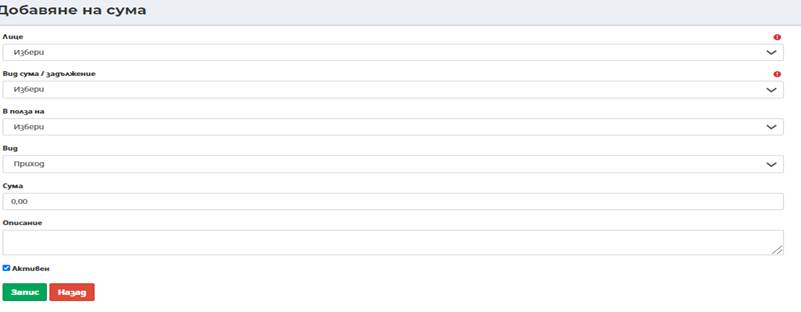 Добавяне на сума
Лице
Избери
Вид сума / задължение
Избери
В полза на
Избери
Вид
Приход
Сума
0,00
Описание
Активен
Запис Назад